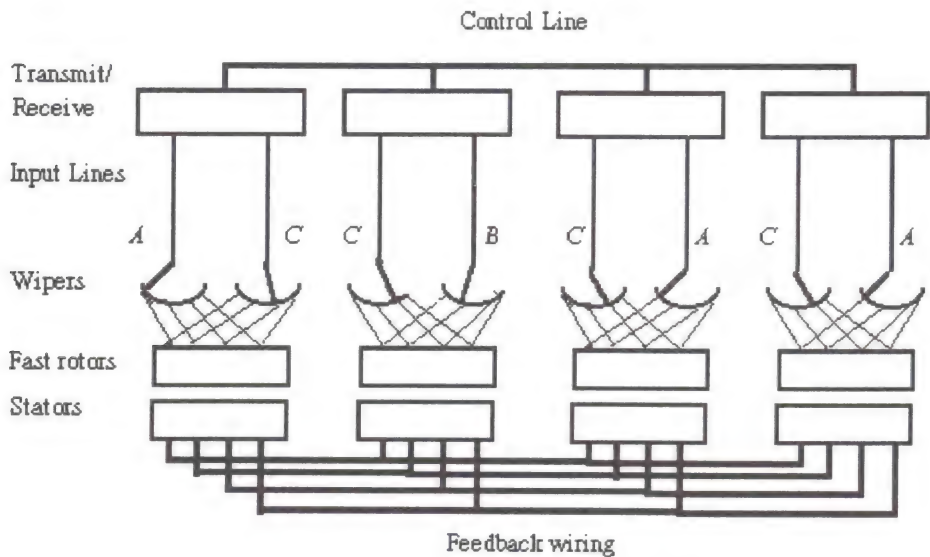 Control Line
Transmit/
Receive
Input Lines
A C C B C A C A
Wipers
Fast rotors
Stators
Feedback wiring